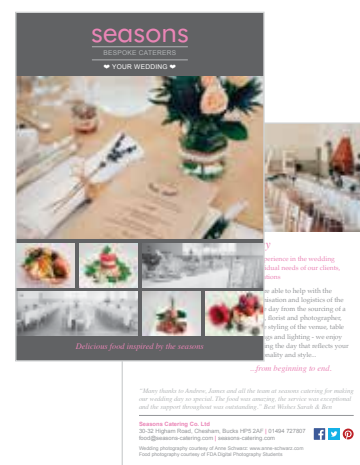 seasons
BESPOKE CATERERS
❤ YOUR WEDDING ❤
Delicious food inspired by the seasons
y
perience in the wedding
idual needs of our clients,
tions.
e able to help with the
nisation and logistics of the
e day from the sourcing of a
florist and photographer,
styling of the venue, table
gs and lighting - we enjoy
ing the day that reflects your
onality and style...
...from beginning to end.
"Many thanks to Andrew, James and all the team at seasons catering for making
our wedding day so special. The food was amazing, the service was exceptional
and the support throughout was outstanding." Best Wishes Sarah & Ben
Seasons Catering Co. Ltd
30-32 Higham Road, Chesham, Bucks HP5 2AF | 01494 727807
food@seasons-catering.com | seasons-catering.com
Wedding photography courtesy of Anne Schwarz: www.anne-schwarz.com
Food photography courtesy of FDA Digital Photography Students